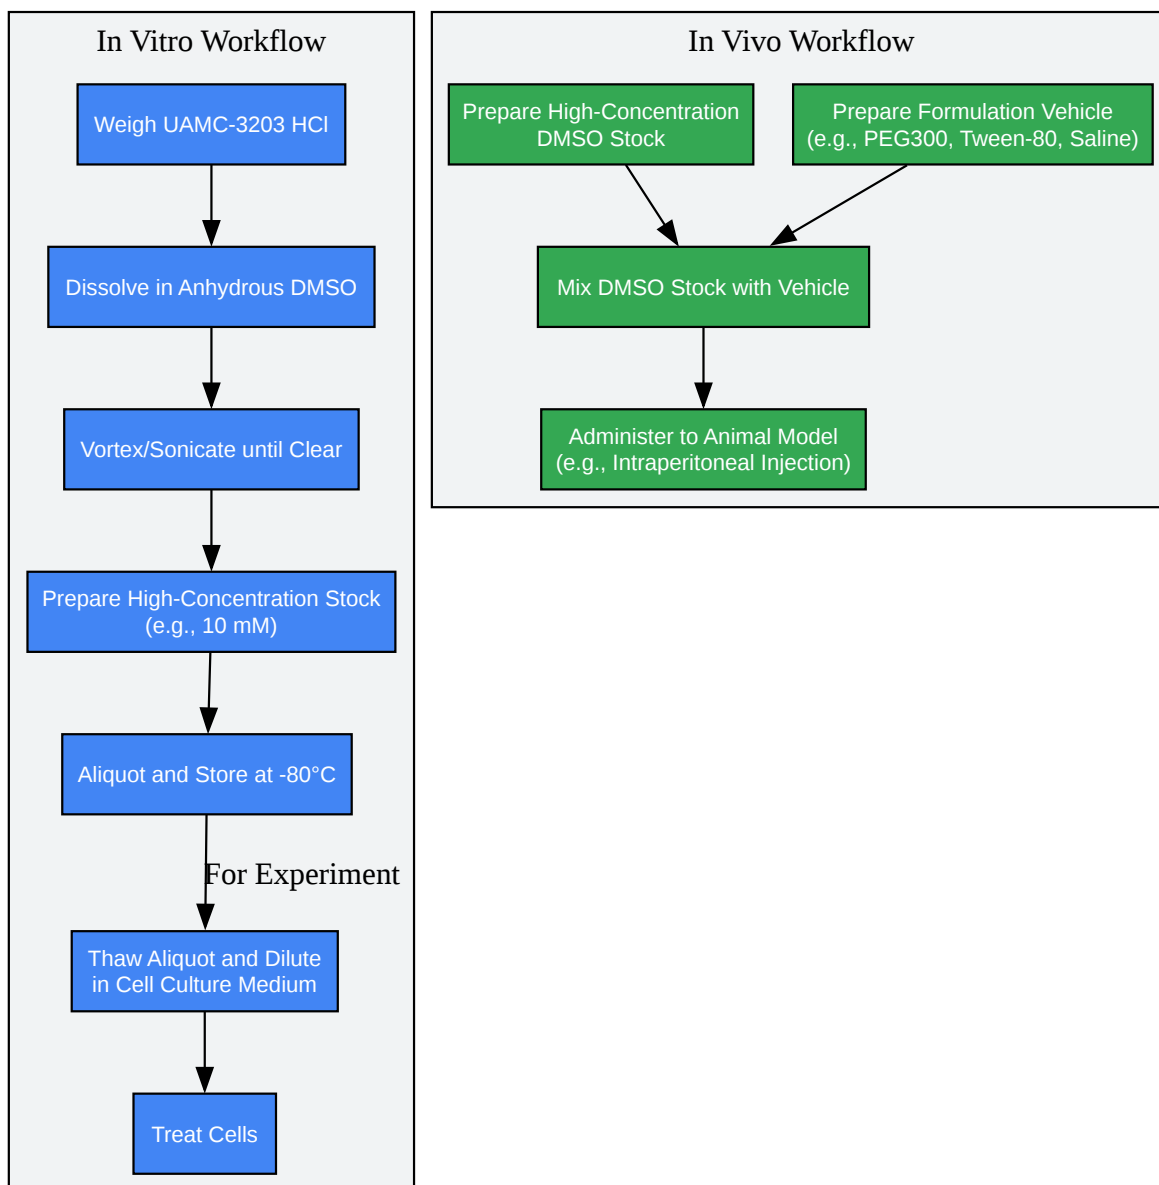 In Vitro Workflow
Weigh UAMC-3203 HCl
Dissolve in Anhydrous DMSO
Vortex/Sonicate until Clear
Prepare High-Concentration Stock
(e.g., 10 mM)
Aliquot and Store at -80°C
For Experiment
Thaw Aliquot and Dilute
in Cell Culture Medium
Treat Cells
In Vivo Workflow
Prepare High-Concentration
DMSO Stock
Prepare Formulation Vehicle
(e.g., PEG300, Tween-80, Saline)
Mix DMSO Stock with Vehicle
Administer to Animal Model
(e.g., Intraperitoneal Injection)